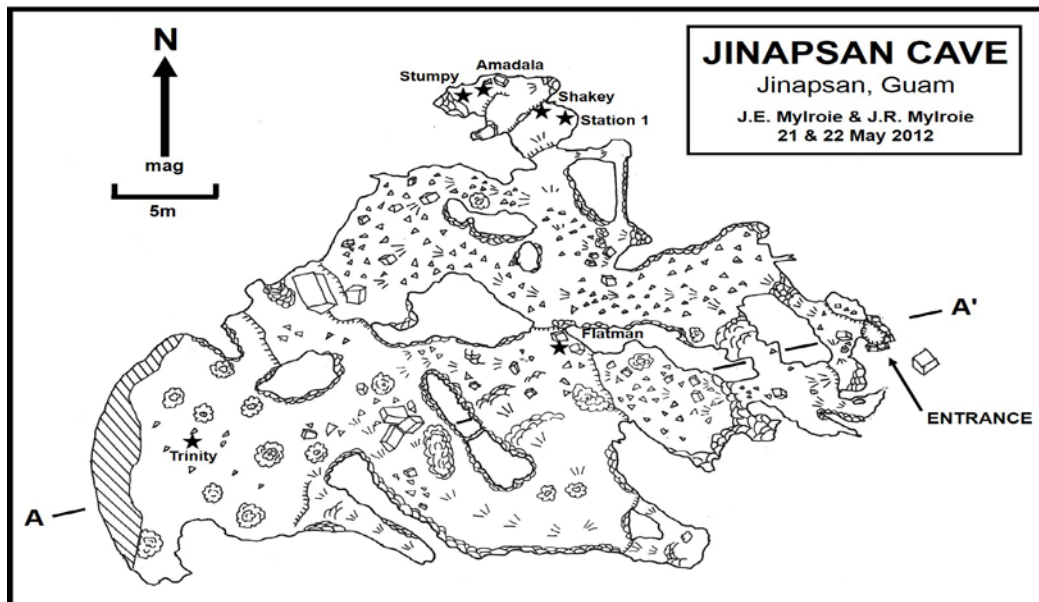 N
mag
5m
JINAPSAN CAVE
Jinapsan, Guam
J.E. Mylroie & J.R. Mylroie
21 & 22 May 2012
Amadala
Stumpy
Shakey
Station 1
Flatman
A'
ENTRANCE
Trinity
A